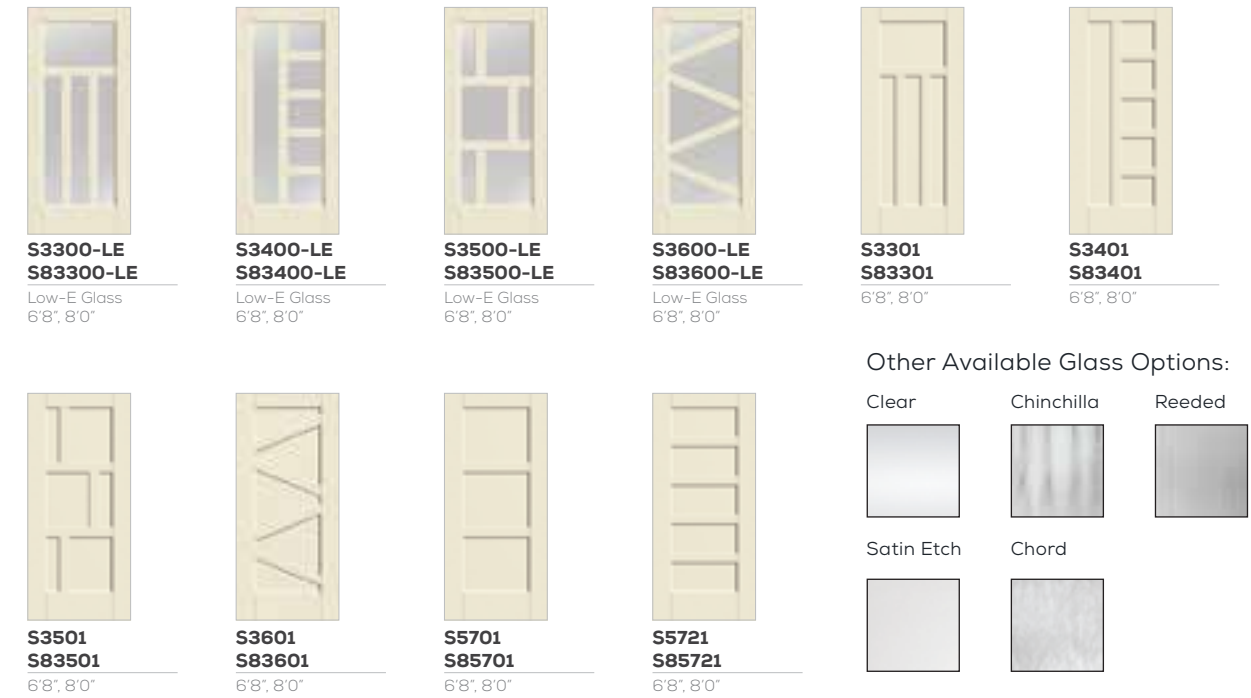 S3300-LE
S83300-LE
Low-E Glass
6'8", 8'0"
S3400-LE
S83400-LE
Low-E Glass
6'8", 8'0"
S3500-LE
S83500-LE
Low-E Glass
6'8", 8'0"
S3600-LE
S83600-LE
Low-E Glass
6'8", 8'0"
S3301
S83301
6'8", 8'0"
S3401
S83401
6'8", 8'0"
S3501
S83501
6'8", 8'0"
S3601
S83601
6'8", 8'0"
S5701
S85701
6'8", 8'0"
S5721
S85721
6'8", 8'0"
Other Available Glass Options:
Clear
Chinchilla
Reeded
Satin Etch
Chord